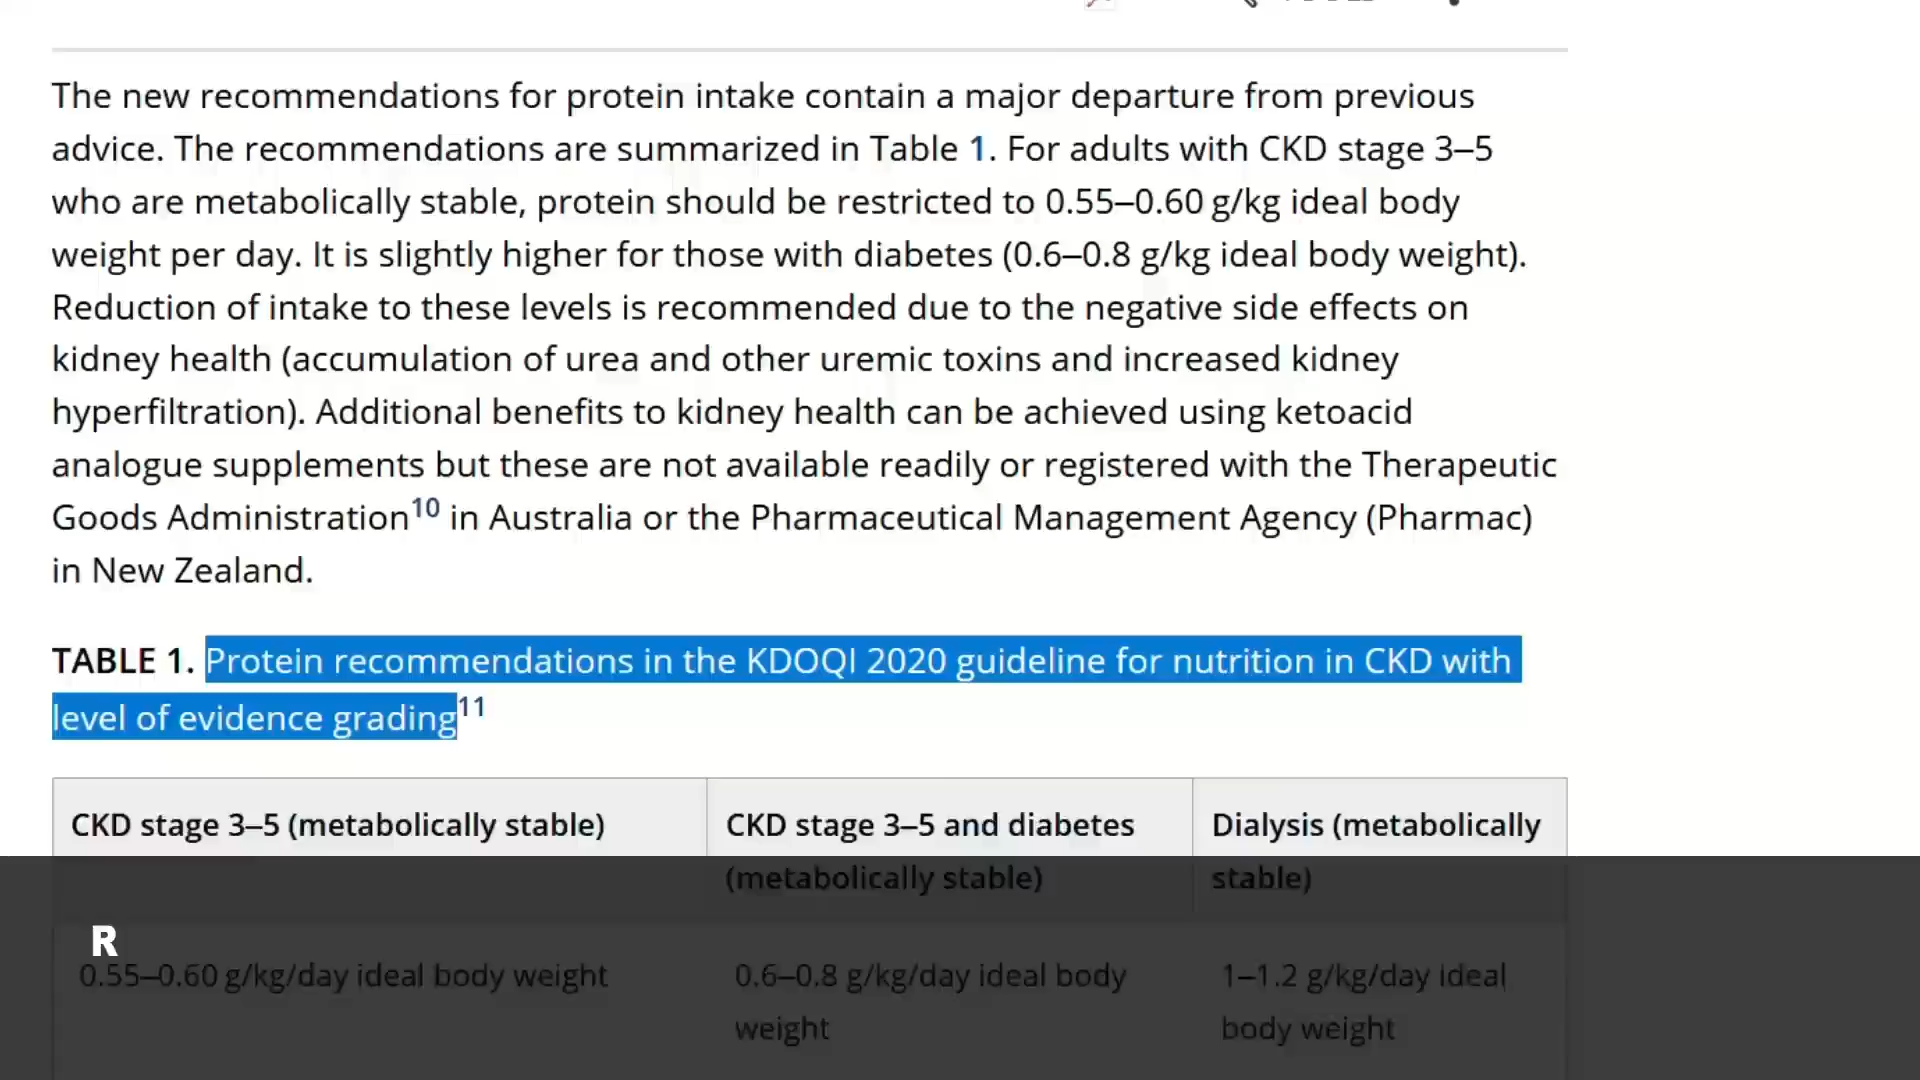 The new recommendations for protein intake contain a major departure from previous
advice. The recommendations are summarized in Table 1. For adults with CKD stage 3–5
who are metabolically stable, protein should be restricted to 0.55–0.60 g/kg ideal body
weight per day. It is slightly higher for those with diabetes (0.6–0.8 g/kg ideal body weight).
Reduction of intake to these levels is recommended due to the negative side effects on
kidney health (accumulation of urea and other uremic toxins and increased kidney
hyperfiltration). Additional benefits to kidney health can be achieved using ketoacid
analogue supplements but these are not available readily or registered with the Therapeutic
Goods Administration10 in Australia or the Pharmaceutical Management Agency (Pharmac)
in New Zealand.
TABLE 1. Protein recommendations in the KDOQI 2020 guideline for nutrition in CKD with
level of evidence grading11
CKD stage 3–5 (metabolically stable)
CKD stage 3–5 and diabetes
(metabolically stable)
Dialysis (metabolically
stable)
R
0.55–0.60 g/kg/day ideal body weight
0.6–0.8 g/kg/day ideal body
weight
1–1.2 g/kg/day ideal
body weight